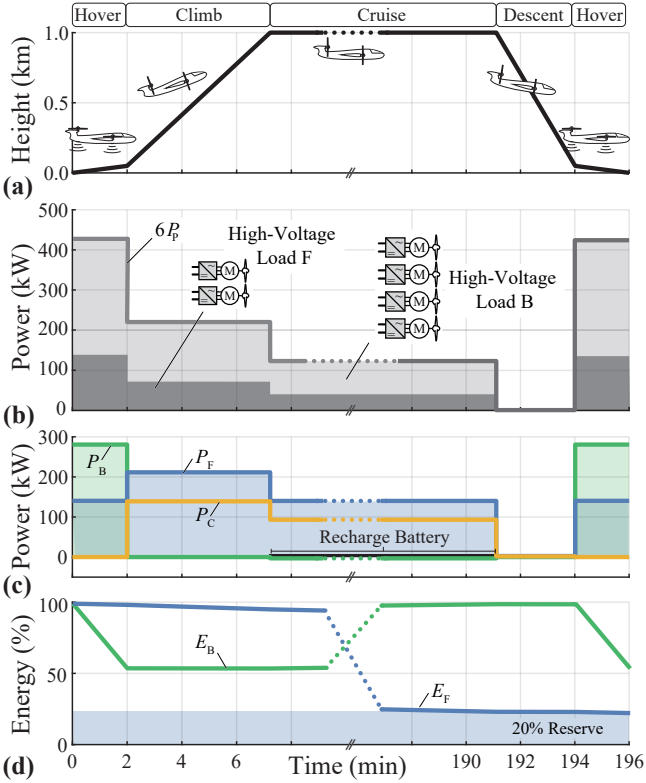 Hover Climb Cruise Descent Hover
Height (km)
1.0
0.5
0.0
(a)
Power (kW)
500
400
300
200
100
0
6P_P
High-Voltage
Load F
M
M
High-Voltage
Load B
M
M
M
M
(b)
Power (kW)
300
200
100
0
P_B
P_F
P_C
Recharge Battery
(c)
Energy (%)
100
50
0
E_B
E_F
20% Reserve
(d)
0 2 4 6 Time (min) 190 192 194 196